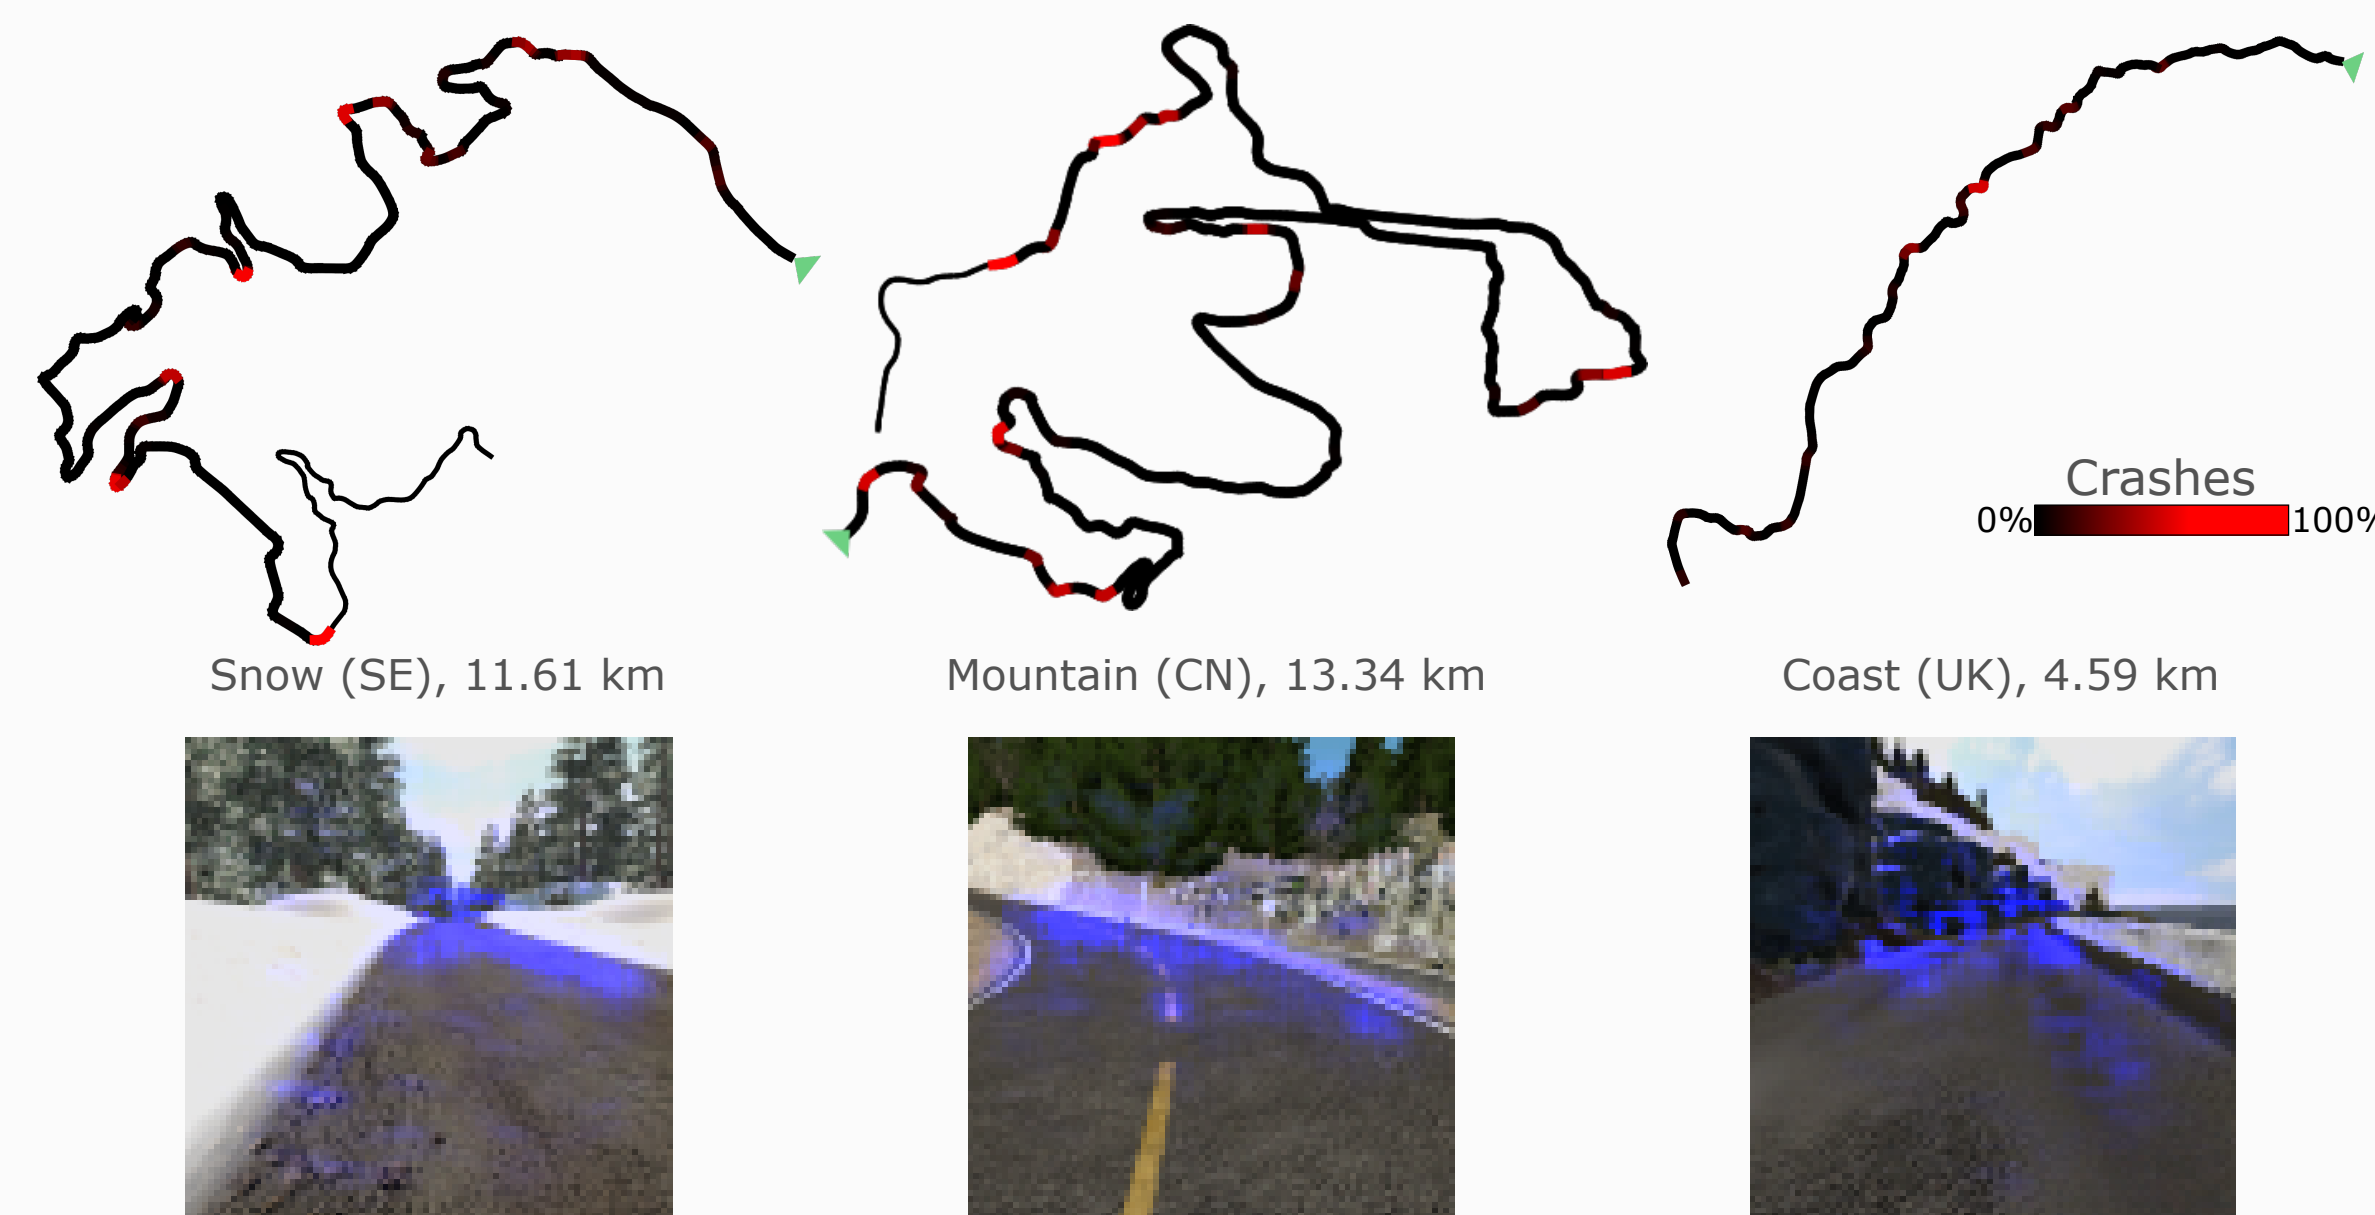 Crashes
0% 100%
Snow (SE), 11.61 km
Mountain (CN), 13.34 km
Coast (UK), 4.59 km